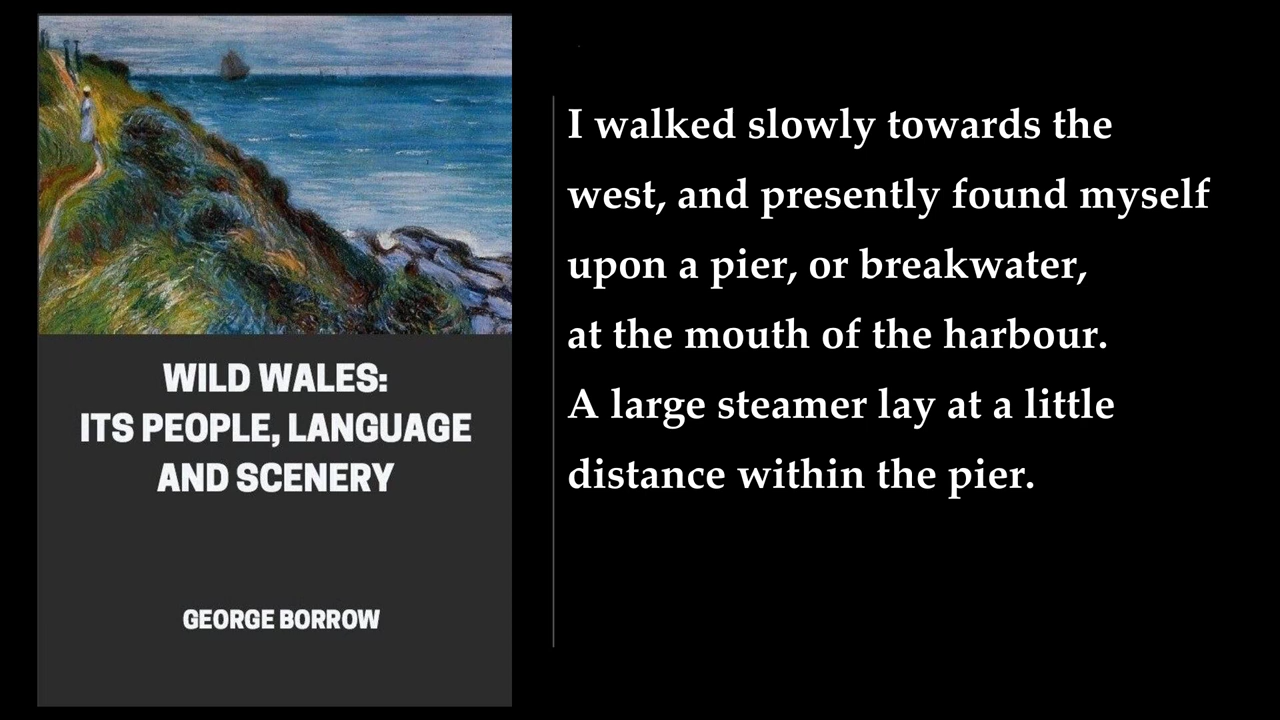 WILD WALES:
ITS PEOPLE, LANGUAGE
AND SCENERY
GEORGE BORROW
I walked slowly towards the
west, and presently found myself
upon a pier, or breakwater,
at the mouth of the harbour.
A large steamer lay at a little
distance within the pier.